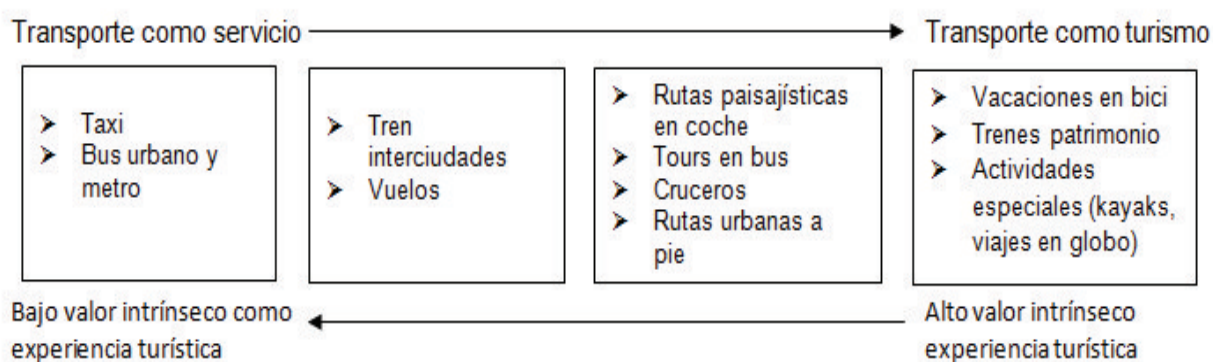 Transporte como servicio
Transporte como turismo
➤ Taxi
➤ Bus urbano y
metro
➤ Tren
interciudades
➤ Vuelos
➤ Rutas paisajísticas
en coche
➤ Tours en bus
➤ Cruceros
➤ Rutas urbanas a
pie
➤ Vacaciones en bici
➤ Trenes patrimonio
➤ Actividades
especiales (kayaks,
viajes en globo)
Bajo valor intrínseco como
experiencia turística
Alto valor intrínseco
experiencia turística